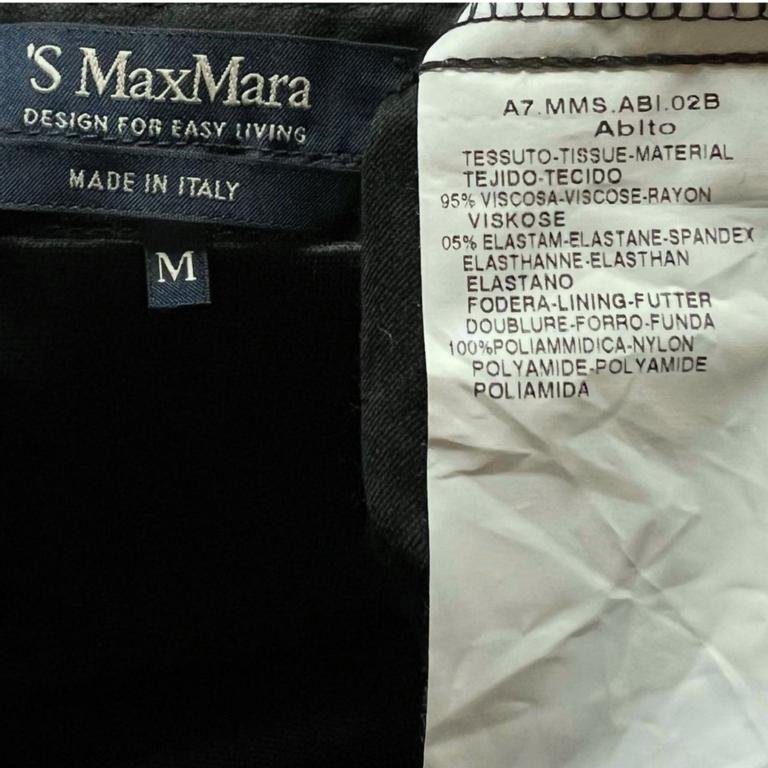 'S MaxMara
DESIGN FOR EASY LIVING
MADE IN ITALY
M
A7.MMS.ABI.02B
Abito
TESSUTO-TISSUE-MATERIAL
TEJIDO-TECIDO
95% VISCOSA-VISCOSE-RAYON
VISKOSE
05% ELASTAM-ELASTANE-SPANDEX
ELASTHANNE-ELASTHAN
ELASTANO
FODERA-LINING-FUTTER
DOUBLURE-FORRO-FUNDA
100%POLIAMMIDICA-NYLON
POLYAMIDE-POLYAMIDE
POLIAMIDA